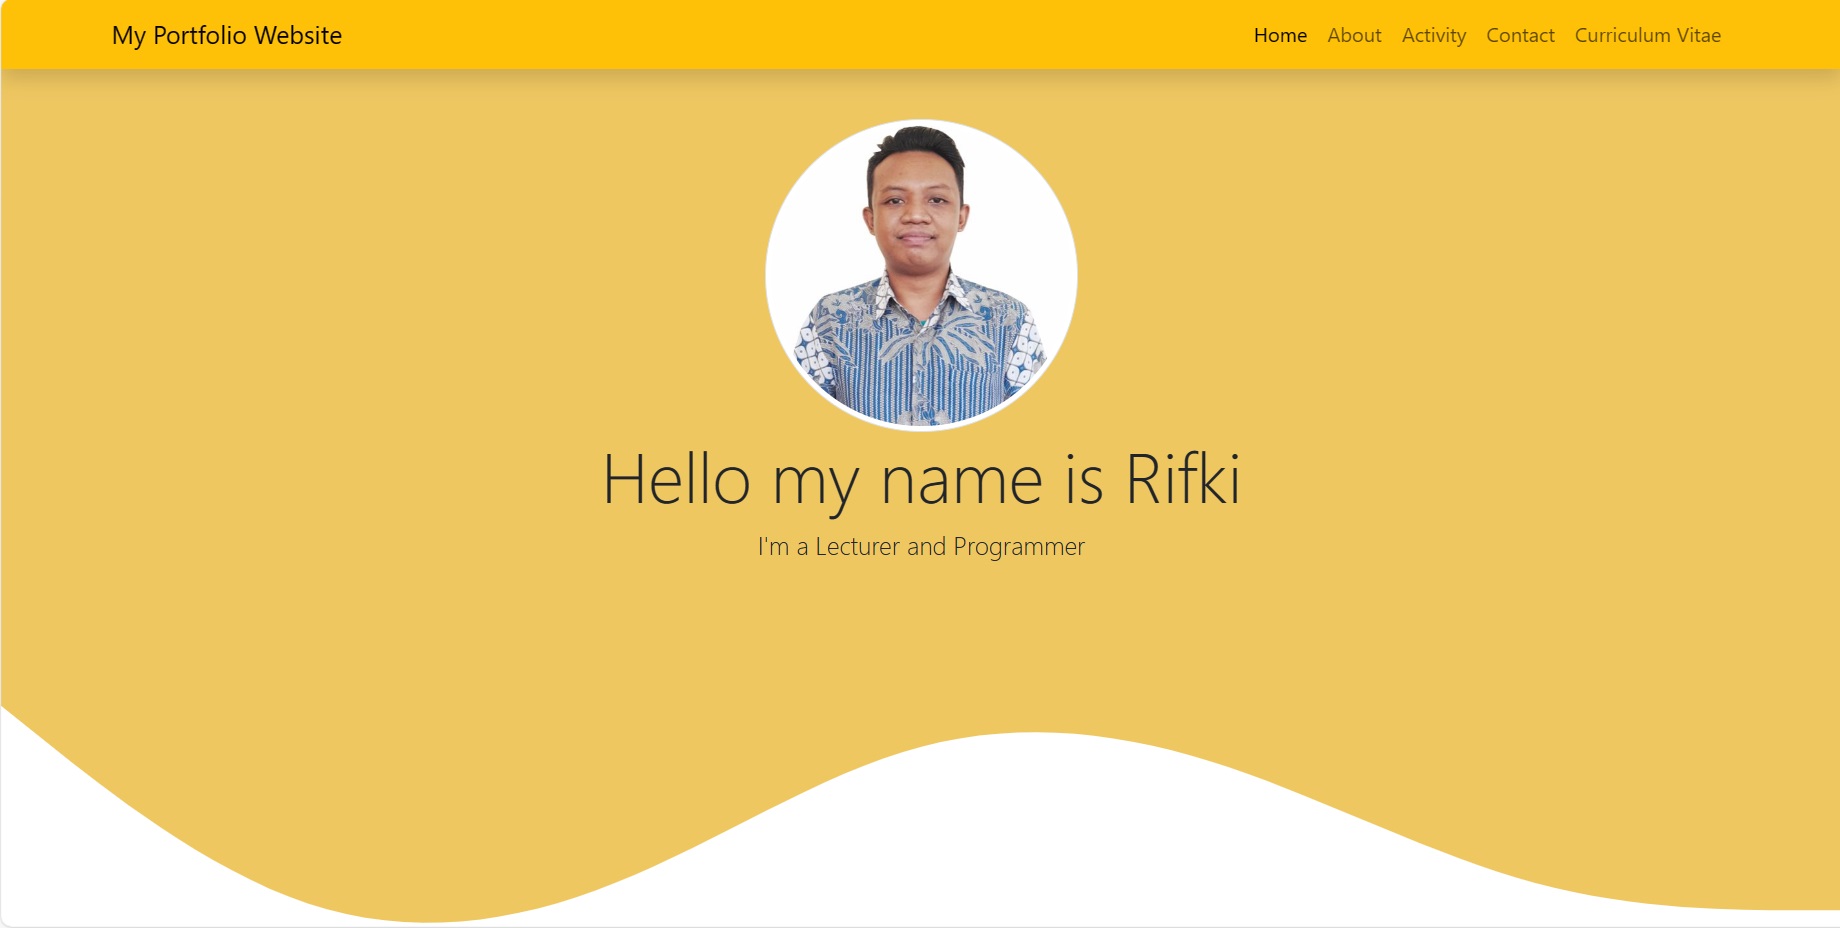 My Portfolio Website
Home About Activity Contact Curriculum Vitae
Hello my name is Rifki
I'm a Lecturer and Programmer